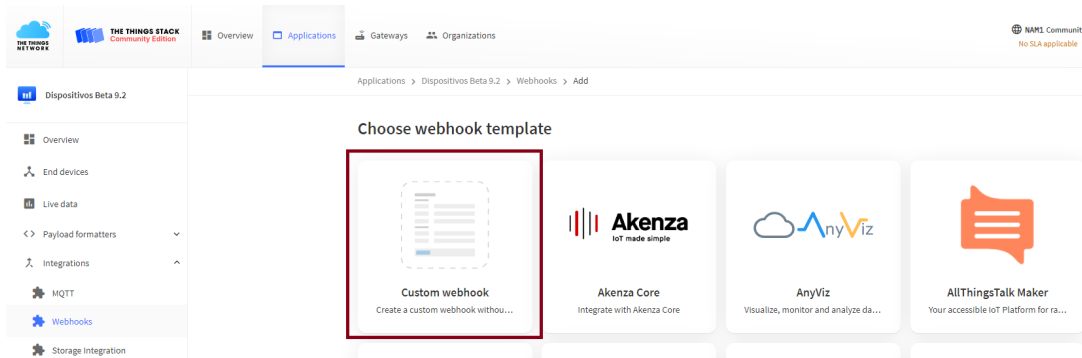 THE THINGS
NETWORK
THE THINGS STACK
Community Edition
Overview
Applications
Gateways
Organizations
NAM1 Communit
No SLA applicable
Dispositivos Beta 9.2
Overview
End devices
Live data
Payload formatters
Integrations
MQTT
Webhooks
Storage Integration
Applications > Dispositivos Beta 9.2 > Webhooks > Add
Choose webhook template
Custom webhook
Create a custom webhook withou...
Akenza
IoT made simple
Akenza Core
Integrate with Akenza Core
AnyViz
AnyViz
Visualize, monitor and analyze da...
AllThingsTalk Maker
Your accessible IoT Platform for ra...